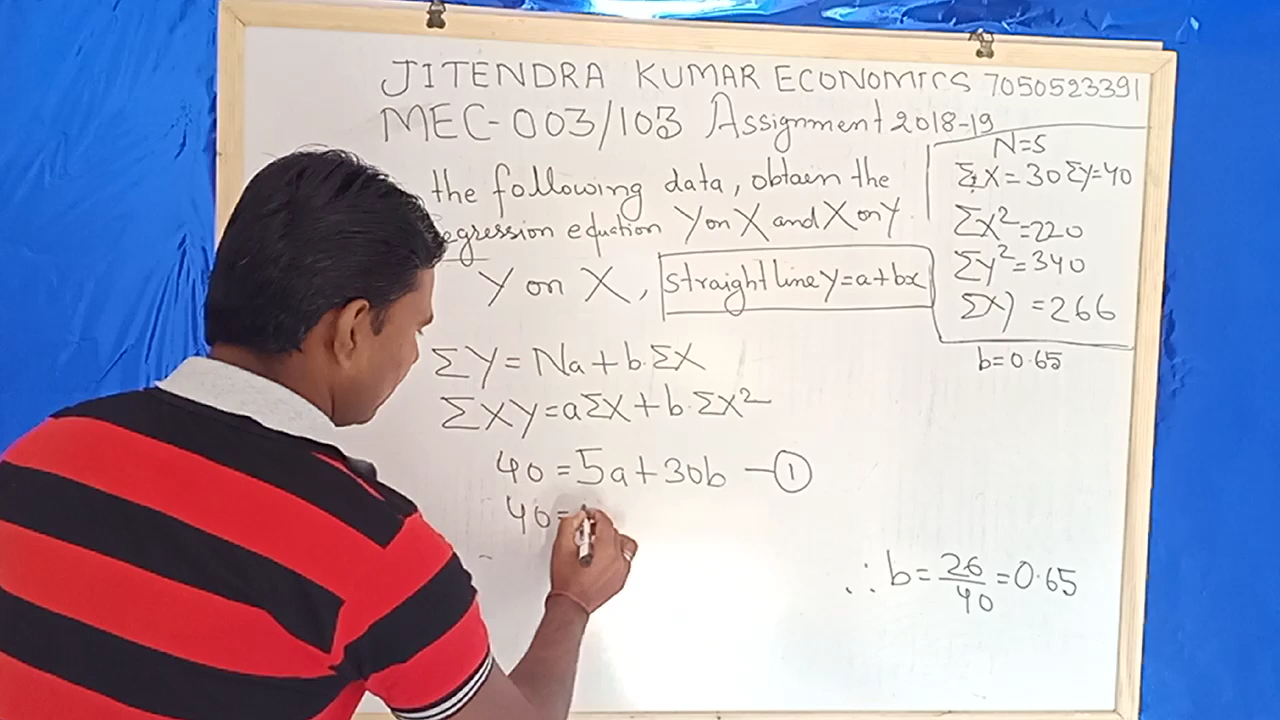 JITENDRA KUMAR ECONOMICS 7050523391
MEC-003/103 Assignment 2018-19
the following data, obtain the
egression equation Y on X and X on Y.
Y on X, straight line Y=a+bx
N=5
ΣX=30 ΣY=40
ΣX²=220
ΣY²=340
ΣXY=266
b=0.65
ΣY=Na+b.ΣX
ΣXY=aΣX+b.ΣX²
40=5a+30b —①
40=
∴ b=26/40=0.65